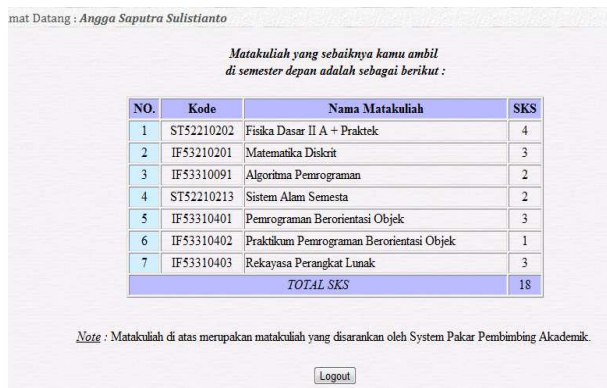 mat Datang : Angga Saputra Sulistianto
Matakuliah yang sebaiknya kamu ambil
di semester depan adalah sebagai berikut :
NO. Kode Nama Matakuliah SKS
1 ST52210202 Fisika Dasar II A + Praktek 4
2 IF53210201 Matematika Diskrit 3
3 IF53310091 Algoritma Pemrograman 2
4 ST52210213 Sistem Alam Semesta 2
5 IF53310401 Pemrograman Berorientasi Objek 3
6 IF53310402 Praktikum Pemrograman Berorientasi Objek 1
7 IF53310403 Rekayasa Perangkat Lunak 3
TOTAL SKS 18
Note : Matakuliah di atas merupakan matakuliah yang disarankan oleh System Pakar Pembimbing Akademik.
Logout